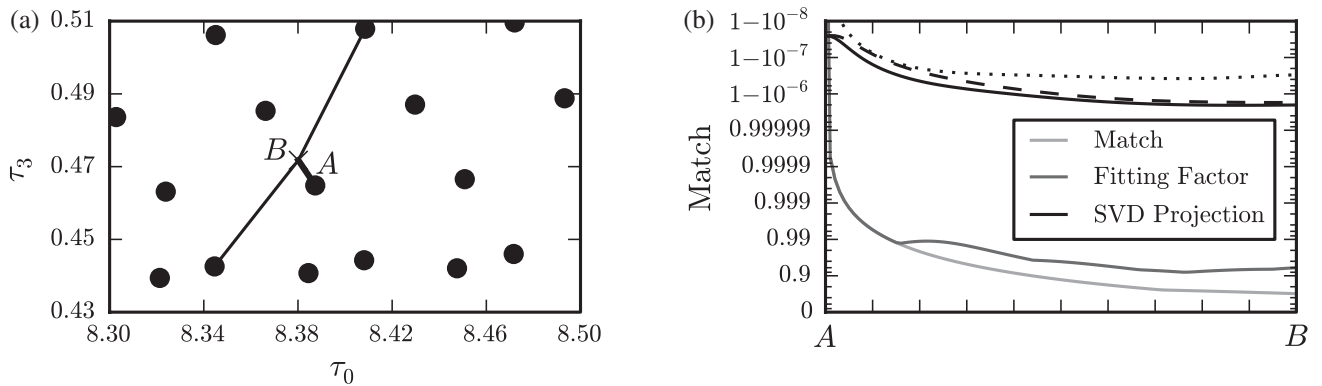 (a)
0.51
0.49
0.47
0.45
0.43
τ3
B
A
8.30 8.34 8.38 8.42 8.46 8.50
τ0
(b)
1−10−8
1−10−7
1−10−6
0.99999
0.9999
0.999
0.99
0.9
0
Match
Match
Fitting Factor
SVD Projection
A B